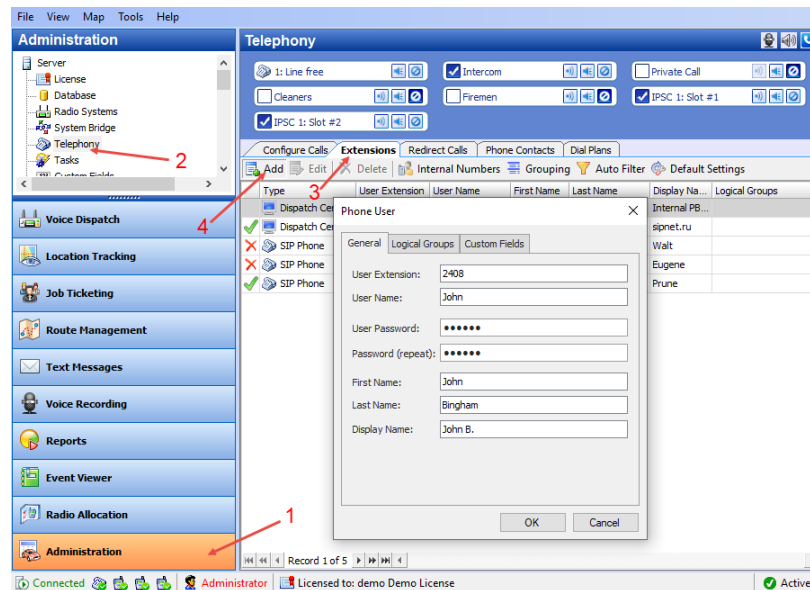 File View Map Tools Help
Administration
Server
License
Database
Radio Systems
System Bridge
Telephony
Tasks
Custom Fields
2
Voice Dispatch
Location Tracking
Job Ticketing
Route Management
Text Messages
Voice Recording
Reports
Event Viewer
Radio Allocation
Administration
1
Telephony
1: Line free
Intercom
Private Call
Cleaners
Firemen
IPSC 1: Slot #1
IPSC 1: Slot #2
Configure Calls Extensions Redirect Calls Phone Contacts Dial Plans
3
Add Edit Delete Internal Numbers Grouping Auto Filter Default Settings
4
Type User Extension User Name First Name Last Name Display Na... Logical Groups
Dispatch Cer Internal PB...
Dispatch Cer sipnet.ru
SIP Phone Walt
SIP Phone Eugene
SIP Phone Prune
Phone User
General Logical Groups Custom Fields
User Extension: 2408
User Name: John
User Password: ●●●●●●
Password (repeat): ●●●●●●
First Name: John
Last Name: Bingham
Display Name: John B.
OK Cancel
Record 1 of 5
Connected Administrator Licensed to: demo Demo License Active